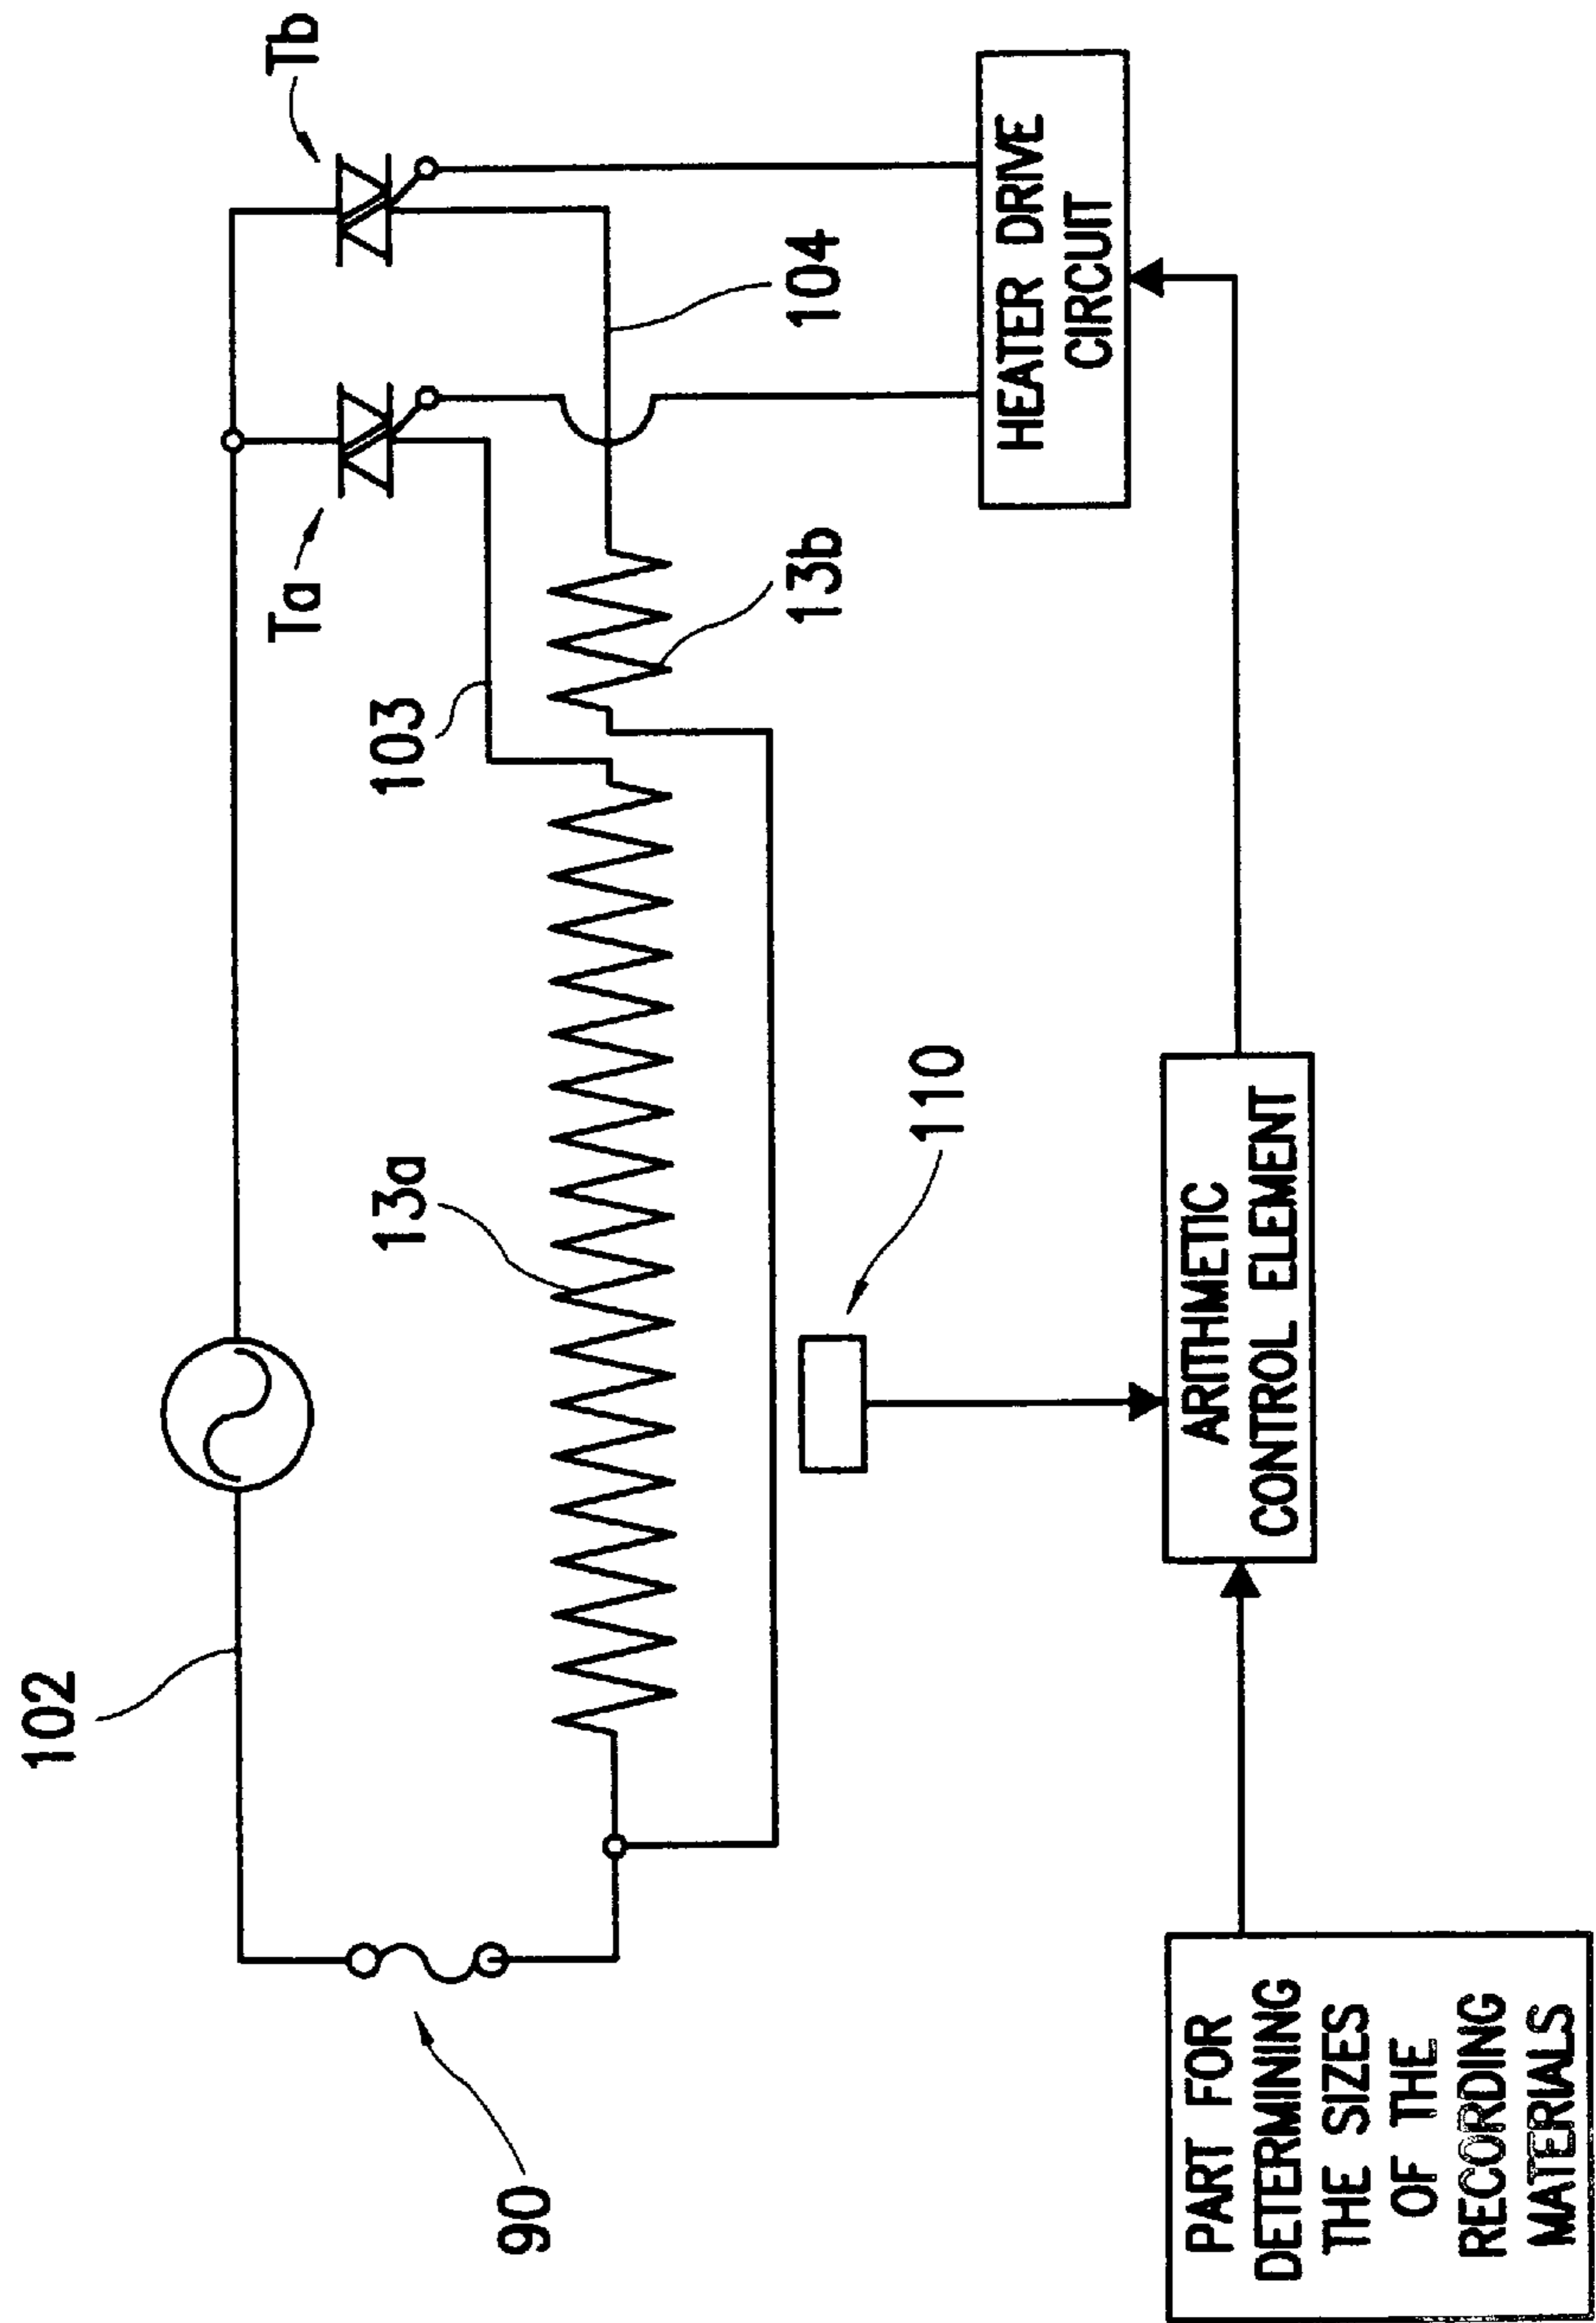 102
90
13a
103
Ta
Tb
104
13b
110
HEATER DRIVE
CIRCUIT
ARITHMETIC
CONTROL ELEMENT
PART FOR
DETERMINING
THE SIZES
OF THE
RECORDING
MATERIALS